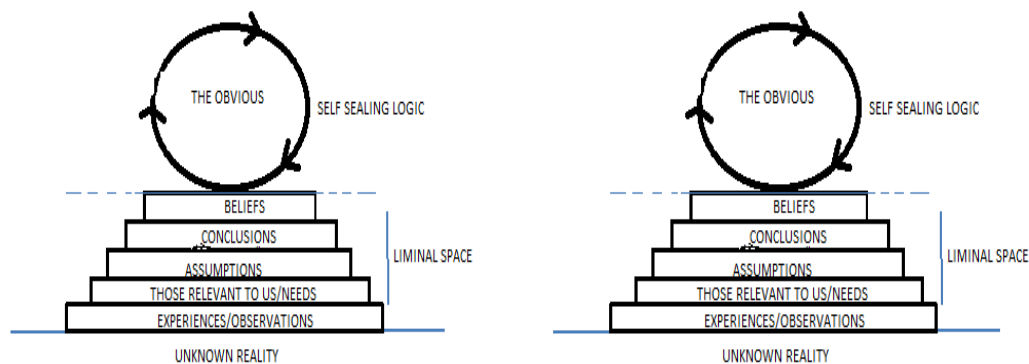 THE OBVIOUS
SELF SEALING LOGIC
BELIEFS
CONCLUSIONS
LIMINAL SPACE
ASSUMPTIONS
THOSE RELEVANT TO US/NEEDS
EXPERIENCES/OBSERVATIONS
UNKNOWN REALITY
THE OBVIOUS
SELF SEALING LOGIC
BELIEFS
CONCLUSIONS
LIMINAL SPACE
ASSUMPTIONS
THOSE RELEVANT TO US/NEEDS
EXPERIENCES/OBSERVATIONS
UNKNOWN REALITY